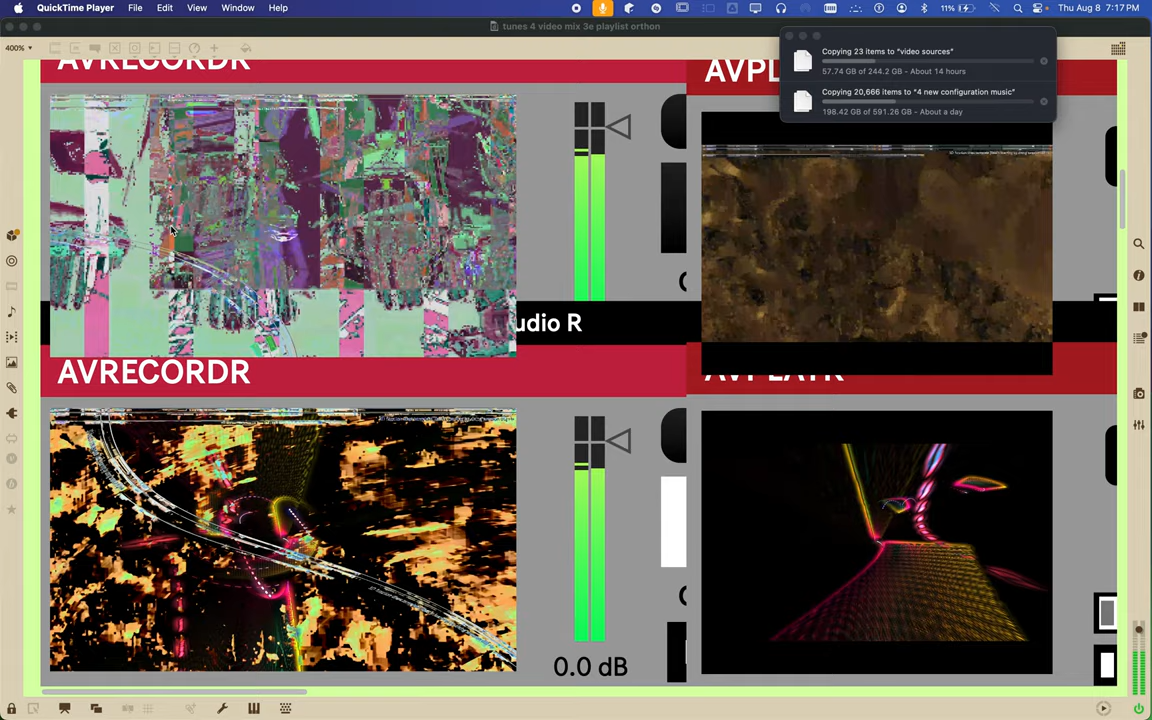 QuickTime Player File Edit View Window Help
11% Thu Aug 8 7:17 PM
tunes 4 video mix 3e playlist orthon
400%
Copying 23 items to "video sources"
57.74 GB of 244.2 GB - About 14 hours
Copying 20,666 items to "4 new configuration music"
198.42 GB of 591.26 GB - About a day
AVRECORDR
udio R
AVRECORDR
AVPLAYR
0.0 dB